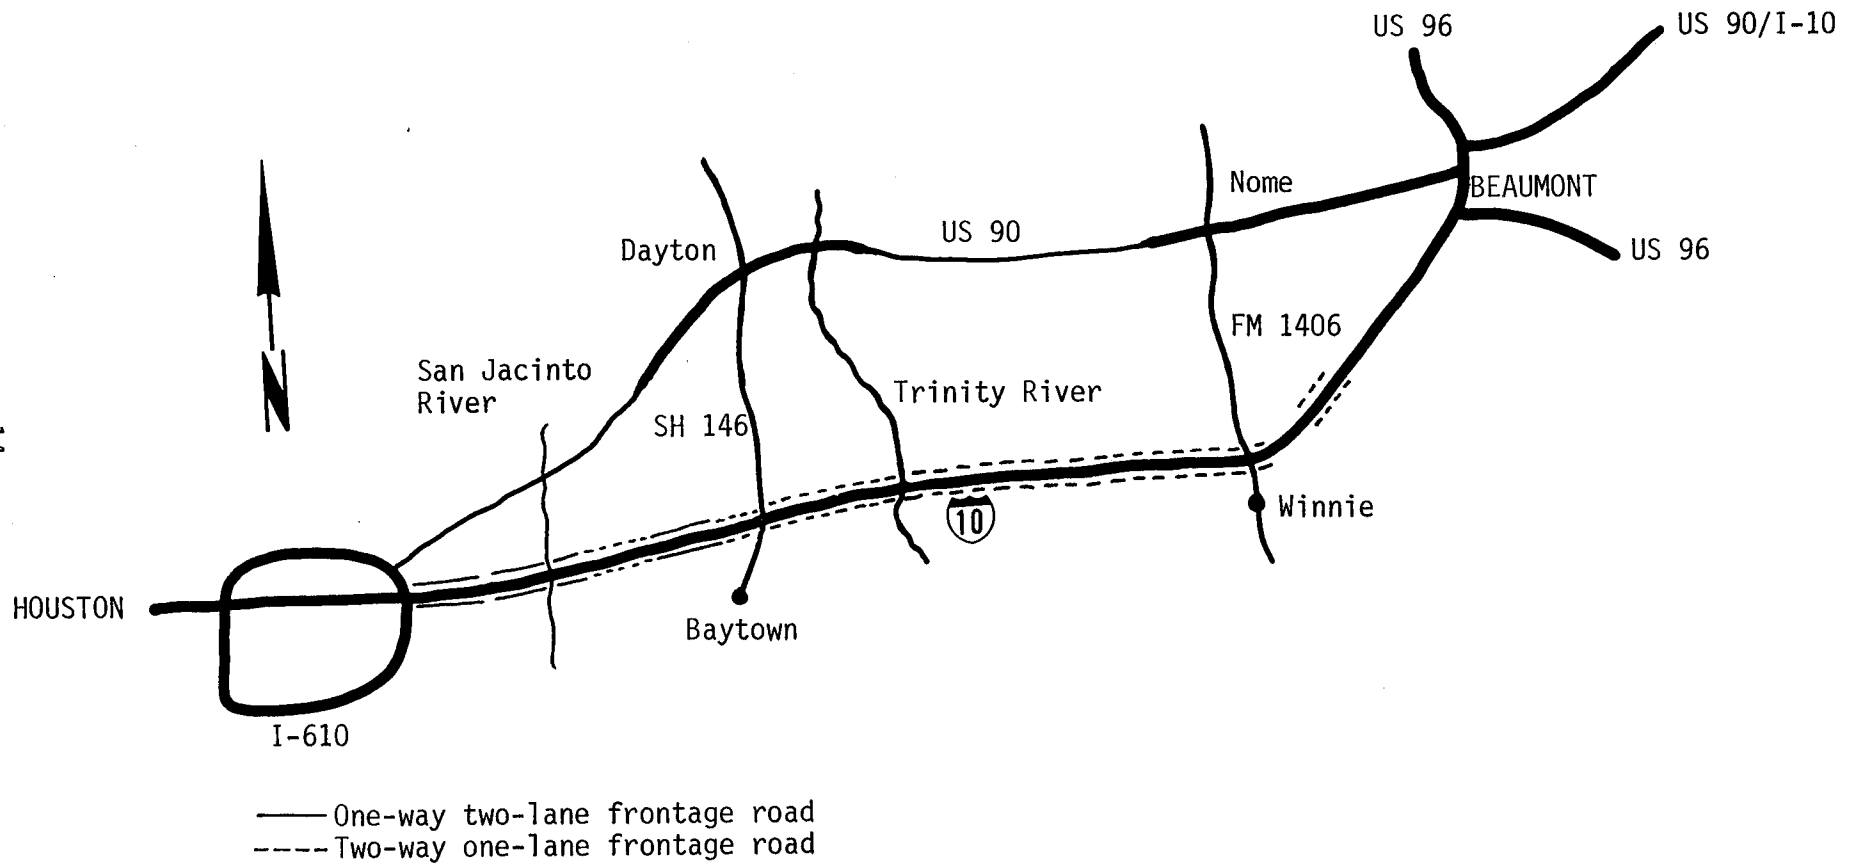 US 96
US 90/I-10
Nome
BEAUMONT
Dayton
US 90
US 96
FM 1406
San Jacinto
River
Trinity River
SH 146
N
10
Winnie
HOUSTON
Baytown
I-610
One-way two-lane frontage road
Two-way one-lane frontage road